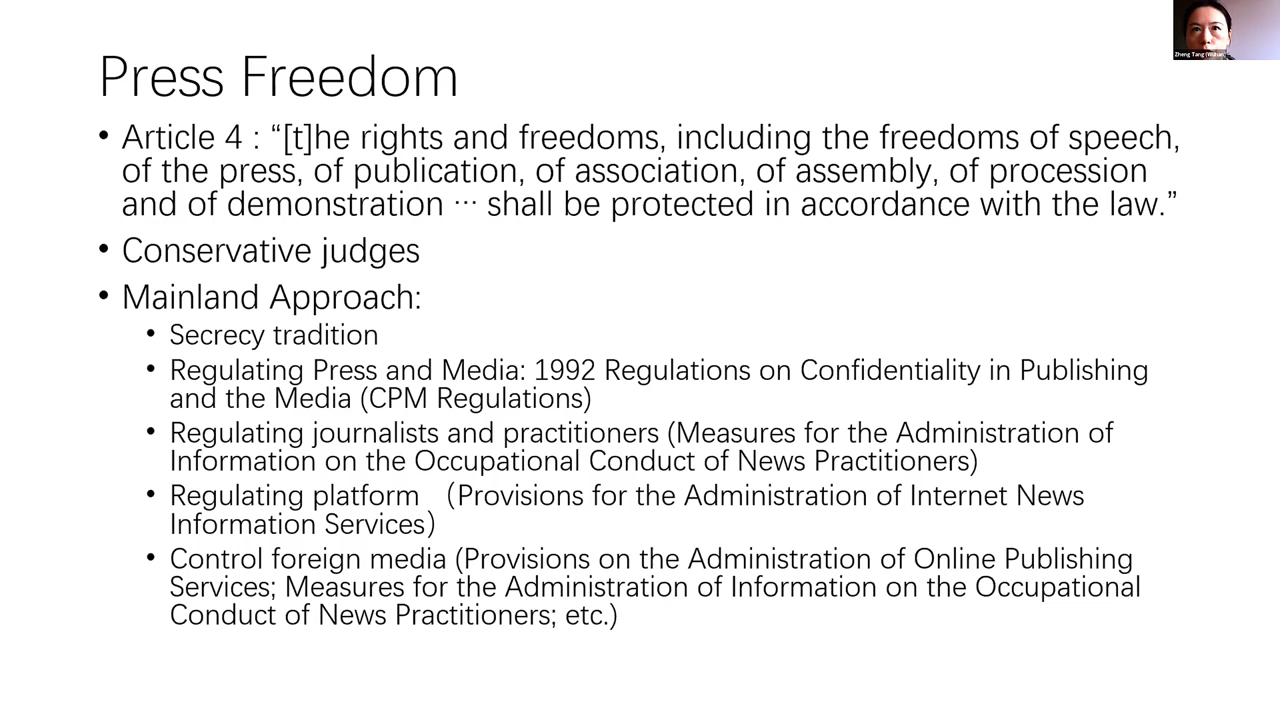 Zheng Tang (Wuhan)
Press Freedom
• Article 4 : “[t]he rights and freedoms, including the freedoms of speech,
of the press, of publication, of association, of assembly, of procession
and of demonstration ··· shall be protected in accordance with the law.”
• Conservative judges
• Mainland Approach:
• Secrecy tradition
• Regulating Press and Media: 1992 Regulations on Confidentiality in Publishing
and the Media (CPM Regulations)
• Regulating journalists and practitioners (Measures for the Administration of
Information on the Occupational Conduct of News Practitioners)
• Regulating platform （Provisions for the Administration of Internet News
Information Services）
• Control foreign media (Provisions on the Administration of Online Publishing
Services; Measures for the Administration of Information on the Occupational
Conduct of News Practitioners; etc.)